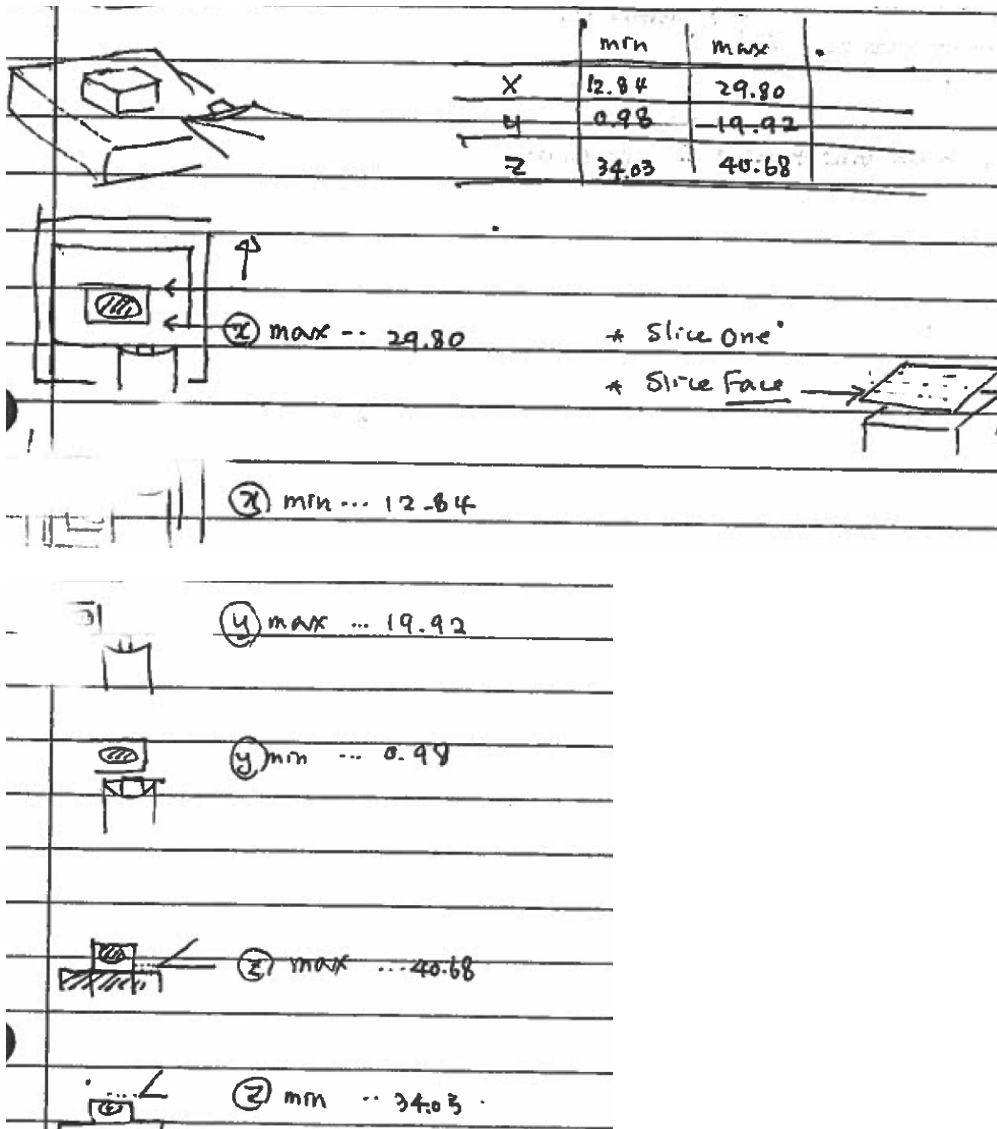 min max
X 12.84 29.80
y 0.98 -19.92
Z 34.03 40.68
x max -- 29.80
* Slice One
* Slice Face
x min ... 12.84
y max ... 19.92
y min ... 0.98
z max ... 40.68
z min .. 34.03